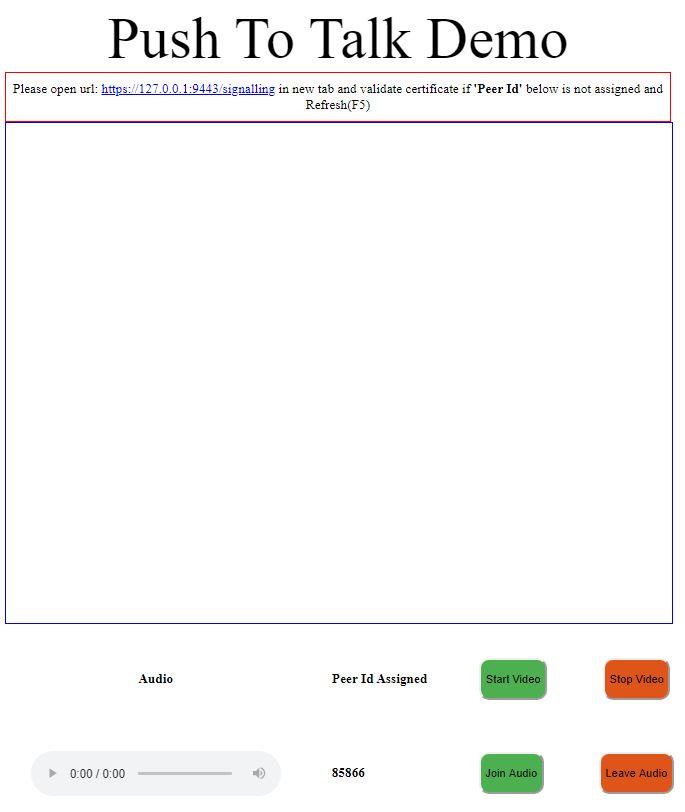 Push To Talk Demo
Please open url: https://127.0.0.1:9443/signalling in new tab and validate certificate if 'Peer Id' below is not assigned and
Refresh(F5)
Audio Peer Id Assigned Start Video Stop Video
0:00 / 0:00 85866 Join Audio Leave Audio